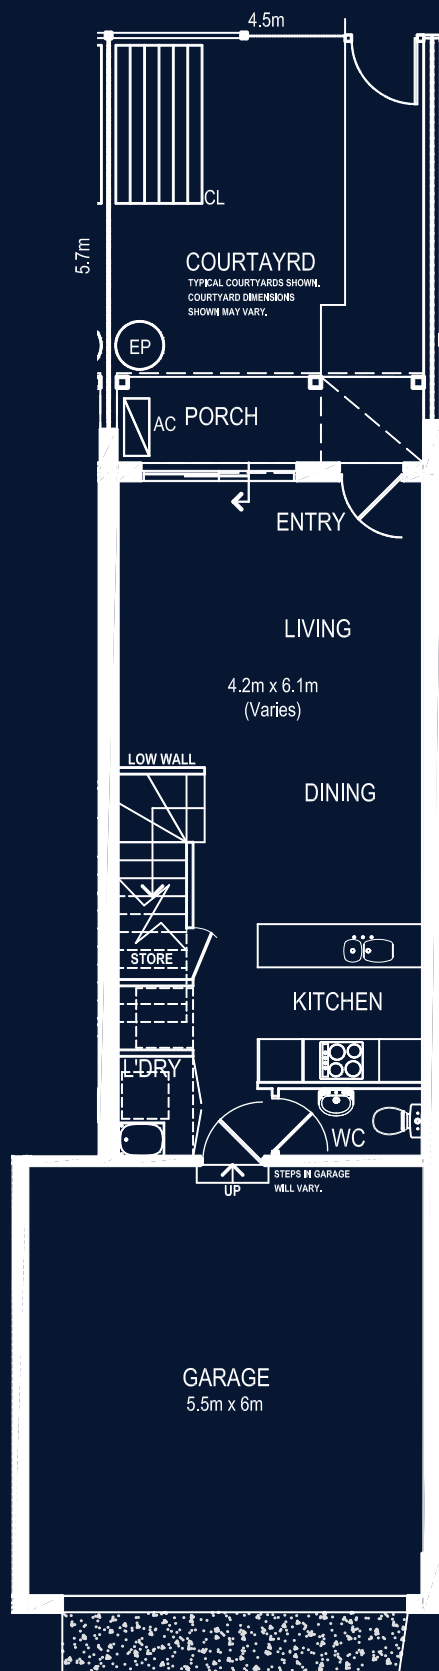 4.5m
5.7m
CL
COURTAYRD
TYPICAL COURTYARDS SHOWN.
COURTYARD DIMENSIONS
SHOWN MAY VARY.
EP
AC
PORCH
ENTRY
LIVING
4.2m x 6.1m
(Varies)
LOW WALL
DINING
STORE
KITCHEN
L'DRY
WC
UP
STEPS IN GARAGE
WILL VARY.
GARAGE
5.5m x 6m